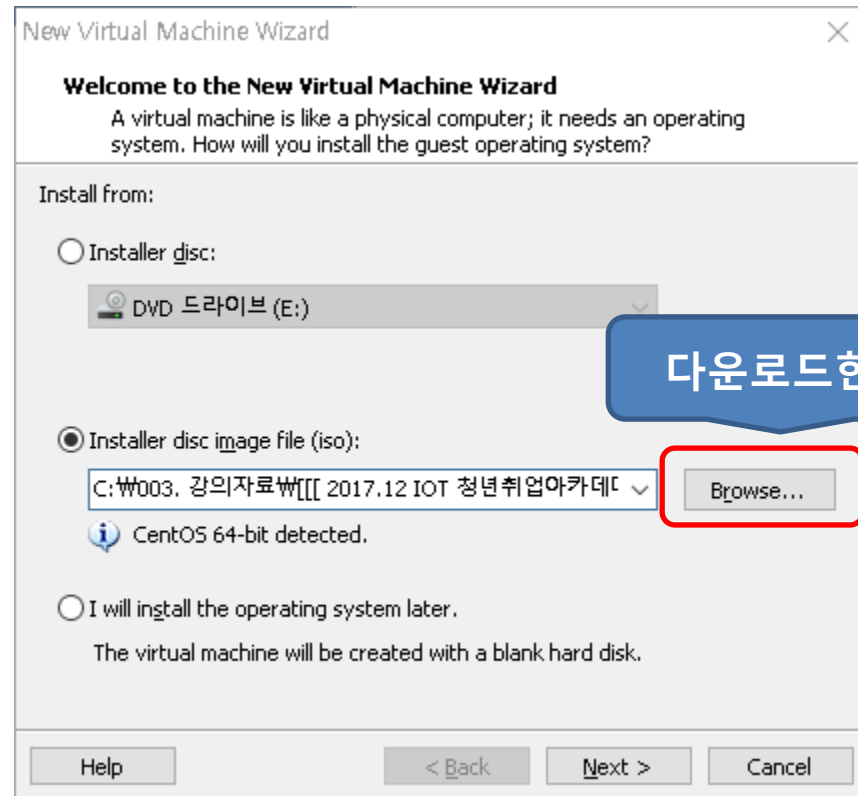 New Virtual Machine Wizard
Welcome to the New Virtual Machine Wizard
A virtual machine is like a physical computer; it needs an operating
system. How will you install the guest operating system?
Install from:
Installer disc:
DVD 드라이브 (E:)
다운로드한
Installer disc image file (iso):
C:₩003. 강의자료₩[[[ 2017.12 IOT 청년취업아카데미
Browse...
CentOS 64-bit detected.
I will install the operating system later.
The virtual machine will be created with a blank hard disk.
Help
< Back
Next >
Cancel